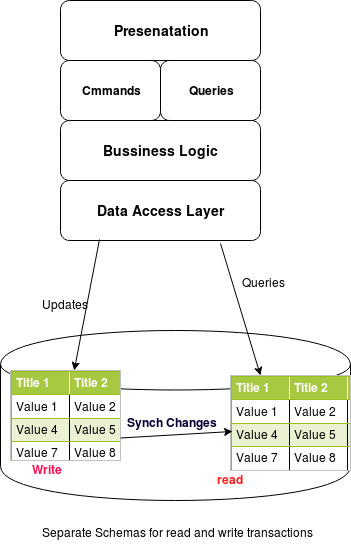 Presenatation
Cmmands Queries
Bussiness Logic
Data Access Layer
Queries
Updates
Title 1 Title 2
Value 1 Value 2
Value 4 Value 5
Value 7 Value 8
Write
Synch Changes
Title 1 Title 2
Value 1 Value 2
Value 4 Value 5
Value 7 Value 8
read
Separate Schemas for read and write transactions